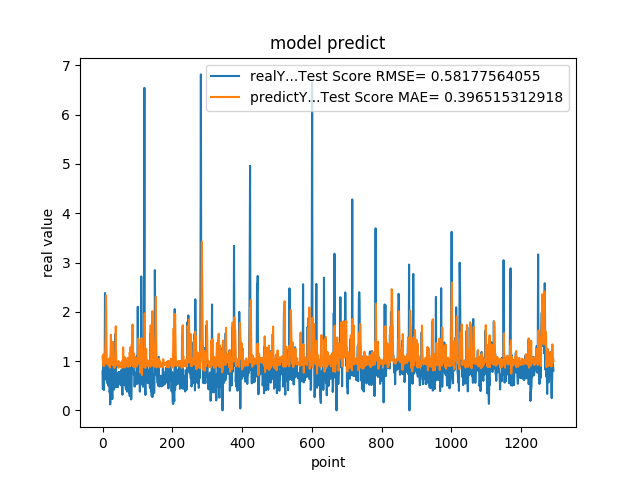 model predict
realY...Test Score RMSE= 0.58177564055
predictY...Test Score MAE= 0.396515312918
real value
7
6
5
4
3
2
1
0
0 200 400 600 800 1000 1200
point